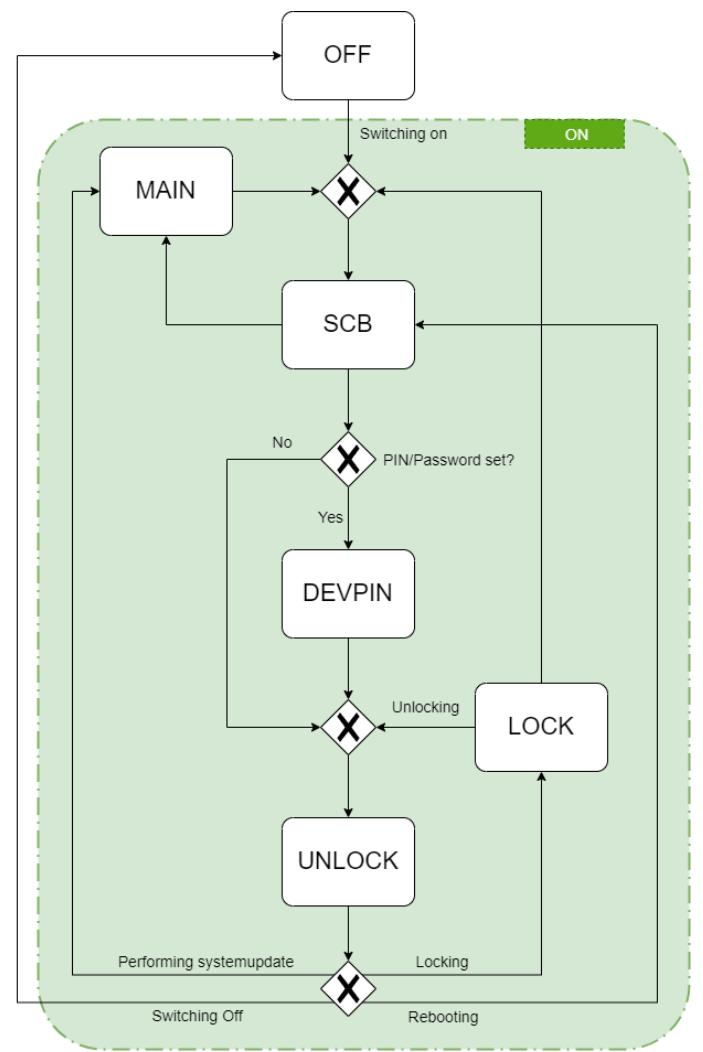 OFF
Switching on
ON
MAIN
SCB
No
PIN/Password set?
Yes
DEVPIN
Unlocking
LOCK
UNLOCK
Performing systemupdate
Locking
Switching Off
Rebooting